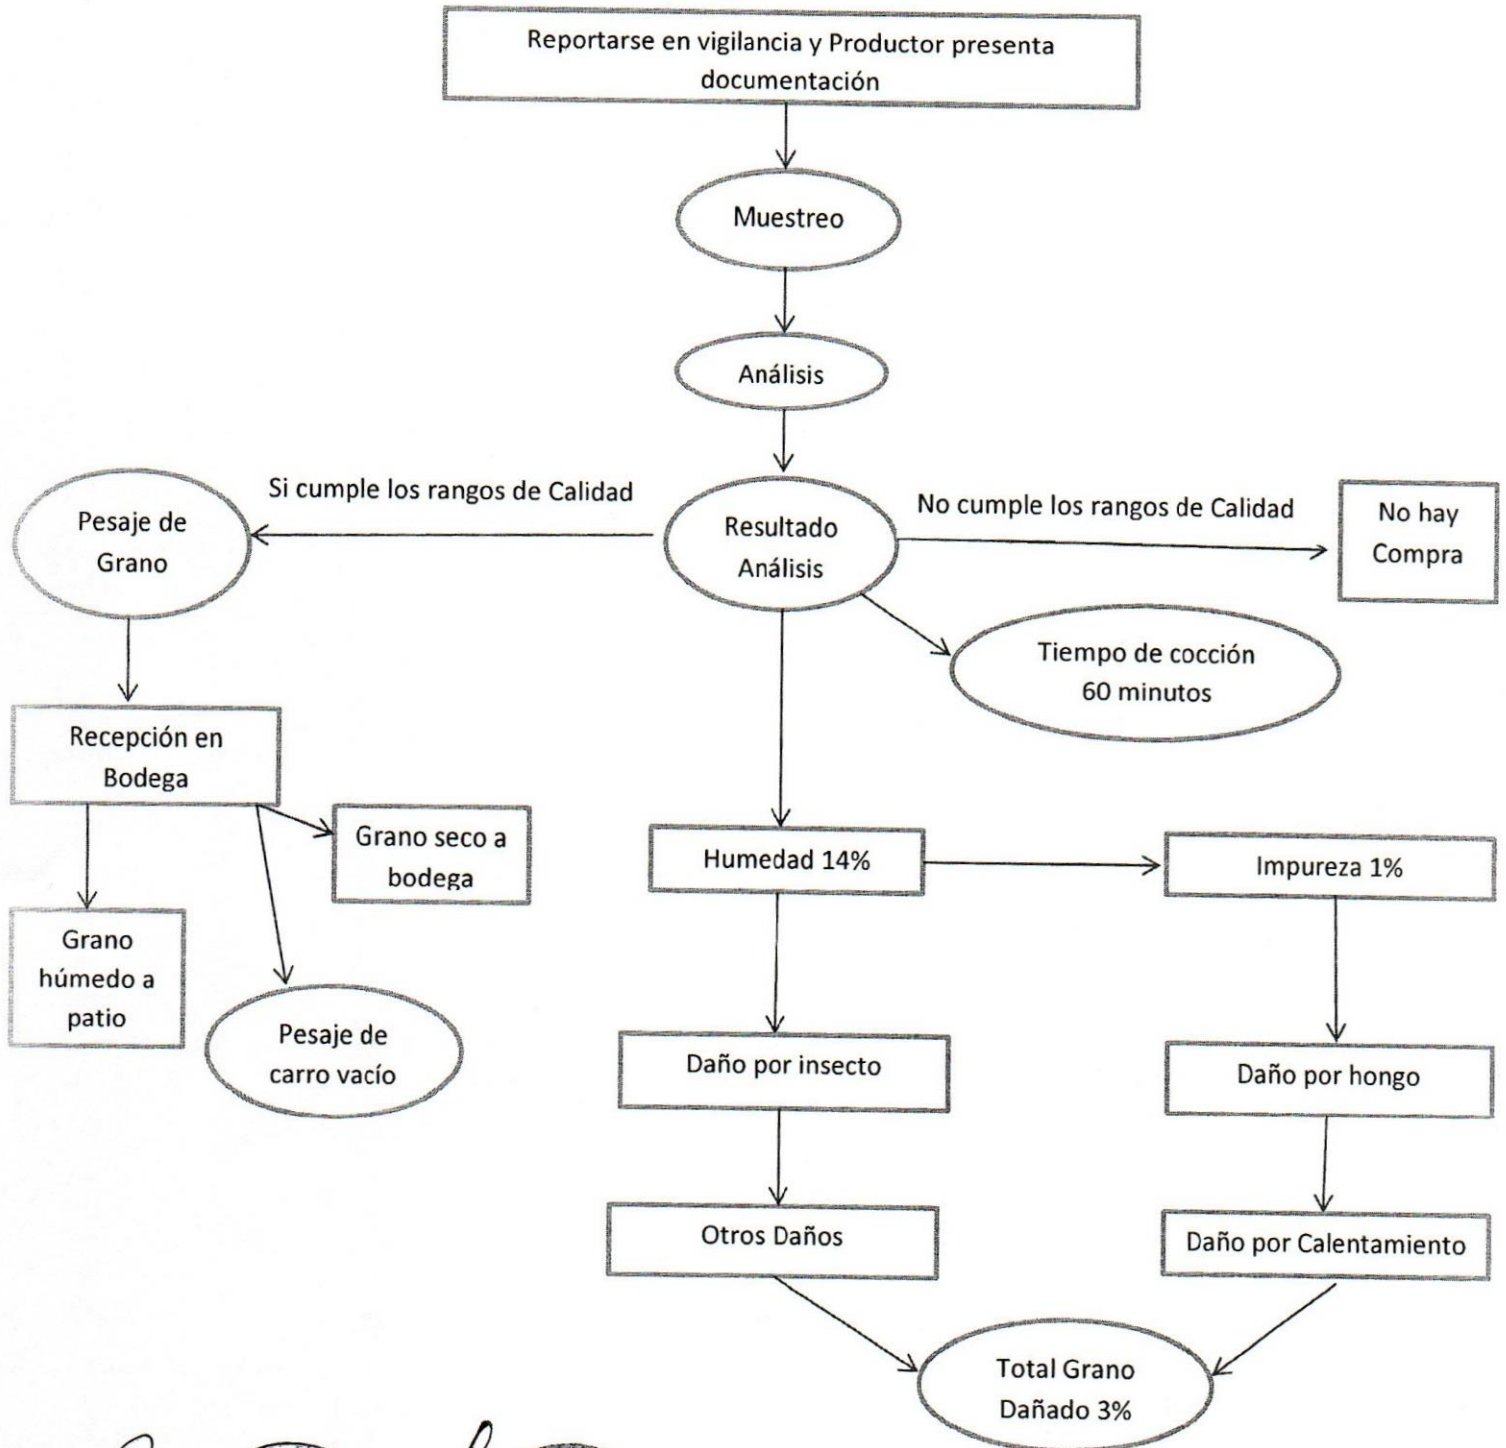 Reportarse en vigilancia y Productor presenta
documentación
Muestreo
Análisis
Si cumple los rangos de Calidad
No cumple los rangos de Calidad
Pesaje de
Grano
Resultado
Análisis
No hay
Compra
Tiempo de cocción
60 minutos
Recepción en
Bodega
Grano seco a
bodega
Humedad 14%
Impureza 1%
Grano
húmedo a
patio
Pesaje de
carro vacío
Daño por insecto
Daño por hongo
Otros Daños
Daño por Calentamiento
Total Grano
Dañado 3%